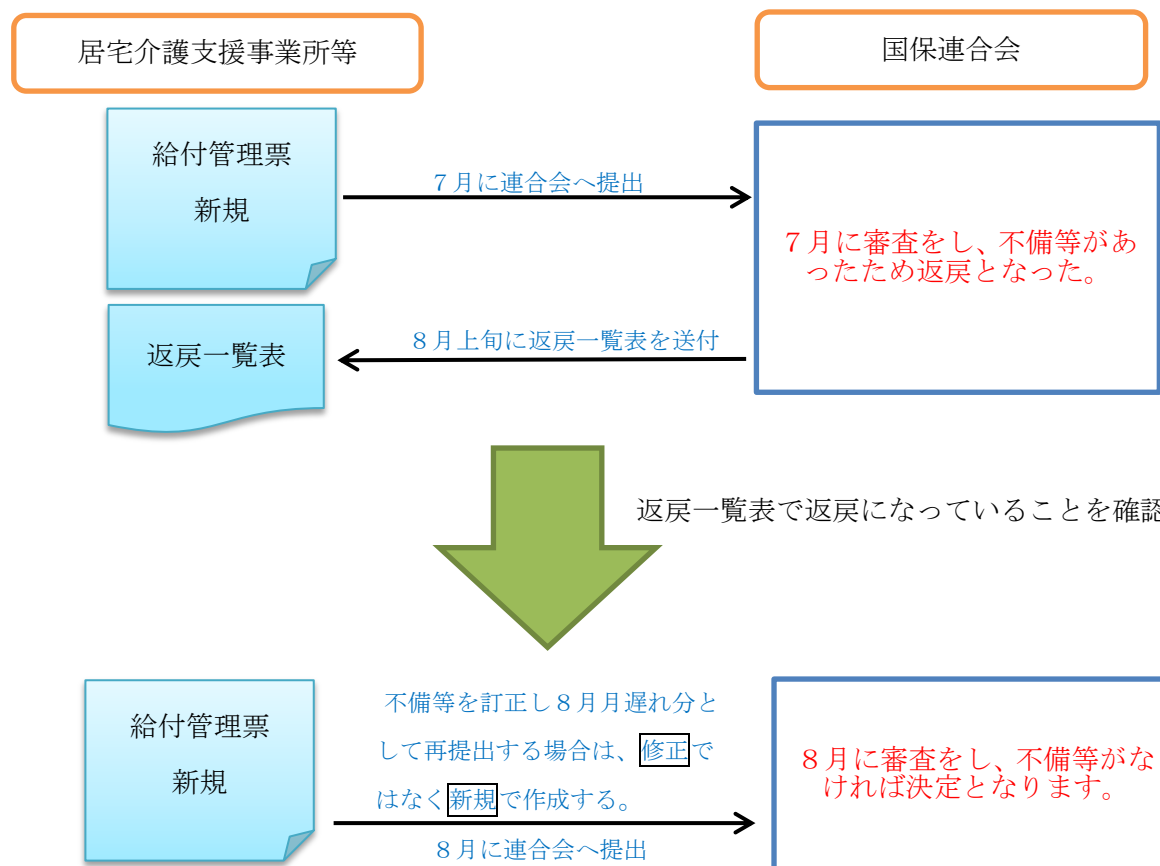 居宅介護支援事業所等
国保連合会
給付管理票
新規
７月に連合会へ提出
７月に審査をし、不備等があ
ったため返戻となった。
返戻一覧表
８月上旬に返戻一覧表を送付
返戻一覧表で返戻になっていることを確認
給付管理票
新規
不備等を訂正し８月月遅れ分と
して再提出する場合は、修正で
はなく新規で作成する。
８月に連合会へ提出
８月に審査をし、不備等がな
ければ決定となります。